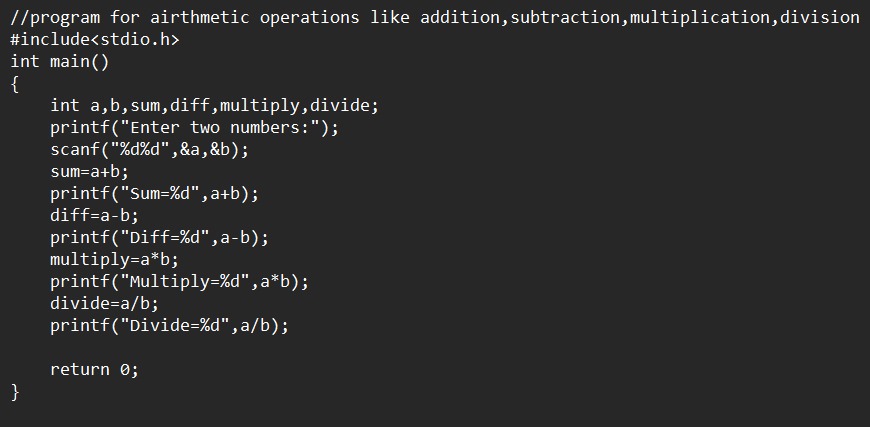 //program for airthmetic operations like addition,subtraction,multiplication,division
#include<stdio.h>
int main()
{
    int a,b,sum,diff,multiply,divide;
    printf("Enter two numbers:");
    scanf("%d%d",&a,&b);
    sum=a+b;
    printf("Sum=%d",a+b);
    diff=a-b;
    printf("Diff=%d",a-b);
    multiply=a*b;
    printf("Multiply=%d",a*b);
    divide=a/b;
    printf("Divide=%d",a/b);

    return 0;
}